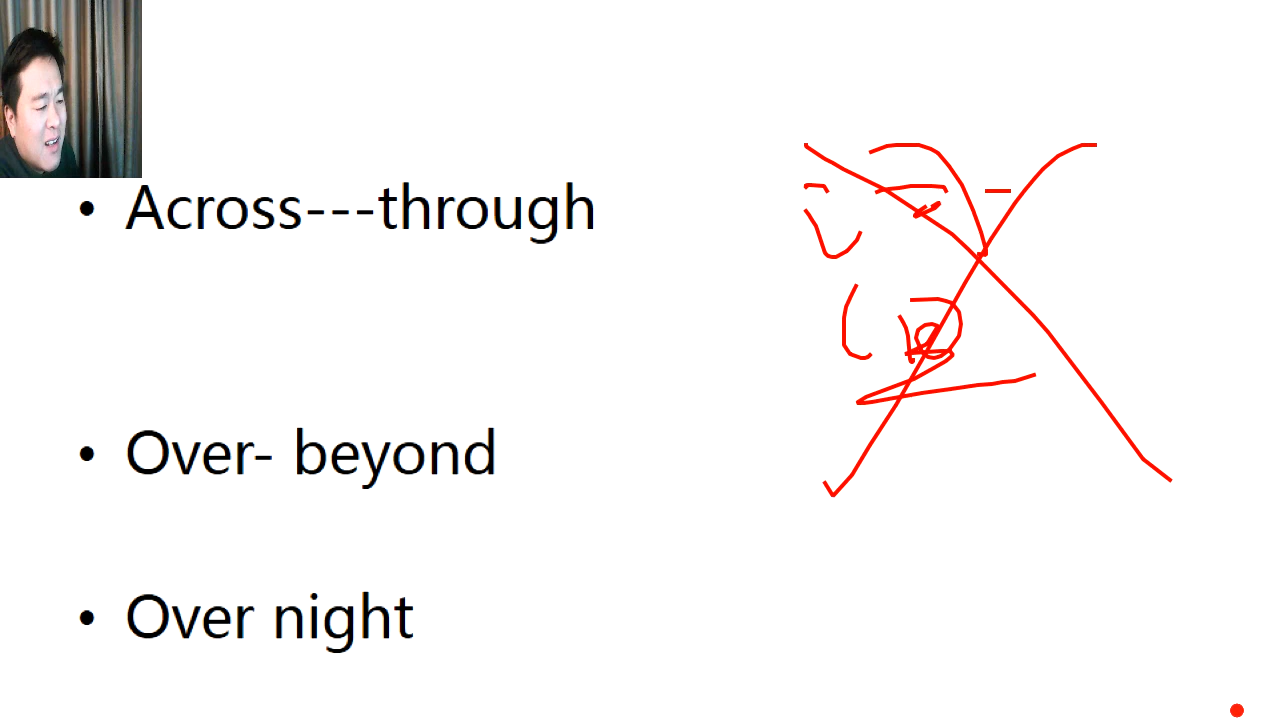 • Across---through
• Over- beyond
• Over night